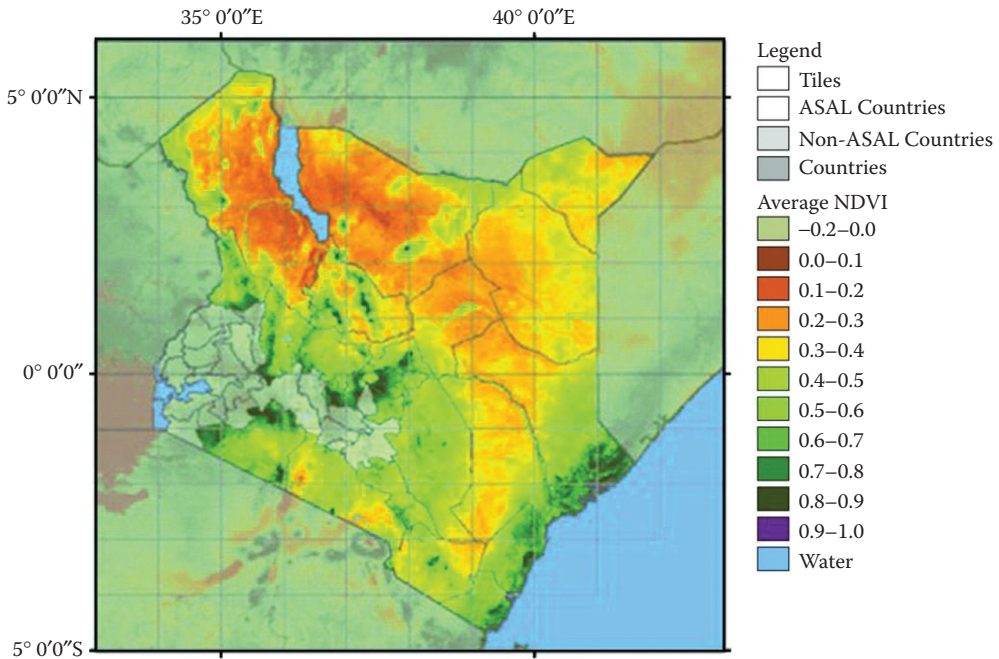 35° 0′0″E
40° 0′0″E
5° 0′0″N
0° 0′0″
5° 0′0″S
Legend
Tiles
ASAL Countries
Non-ASAL Countries
Countries
Average NDVI
−0.2–0.0
0.0–0.1
0.1–0.2
0.2–0.3
0.3–0.4
0.4–0.5
0.5–0.6
0.6–0.7
0.7–0.8
0.8–0.9
0.9–1.0
Water